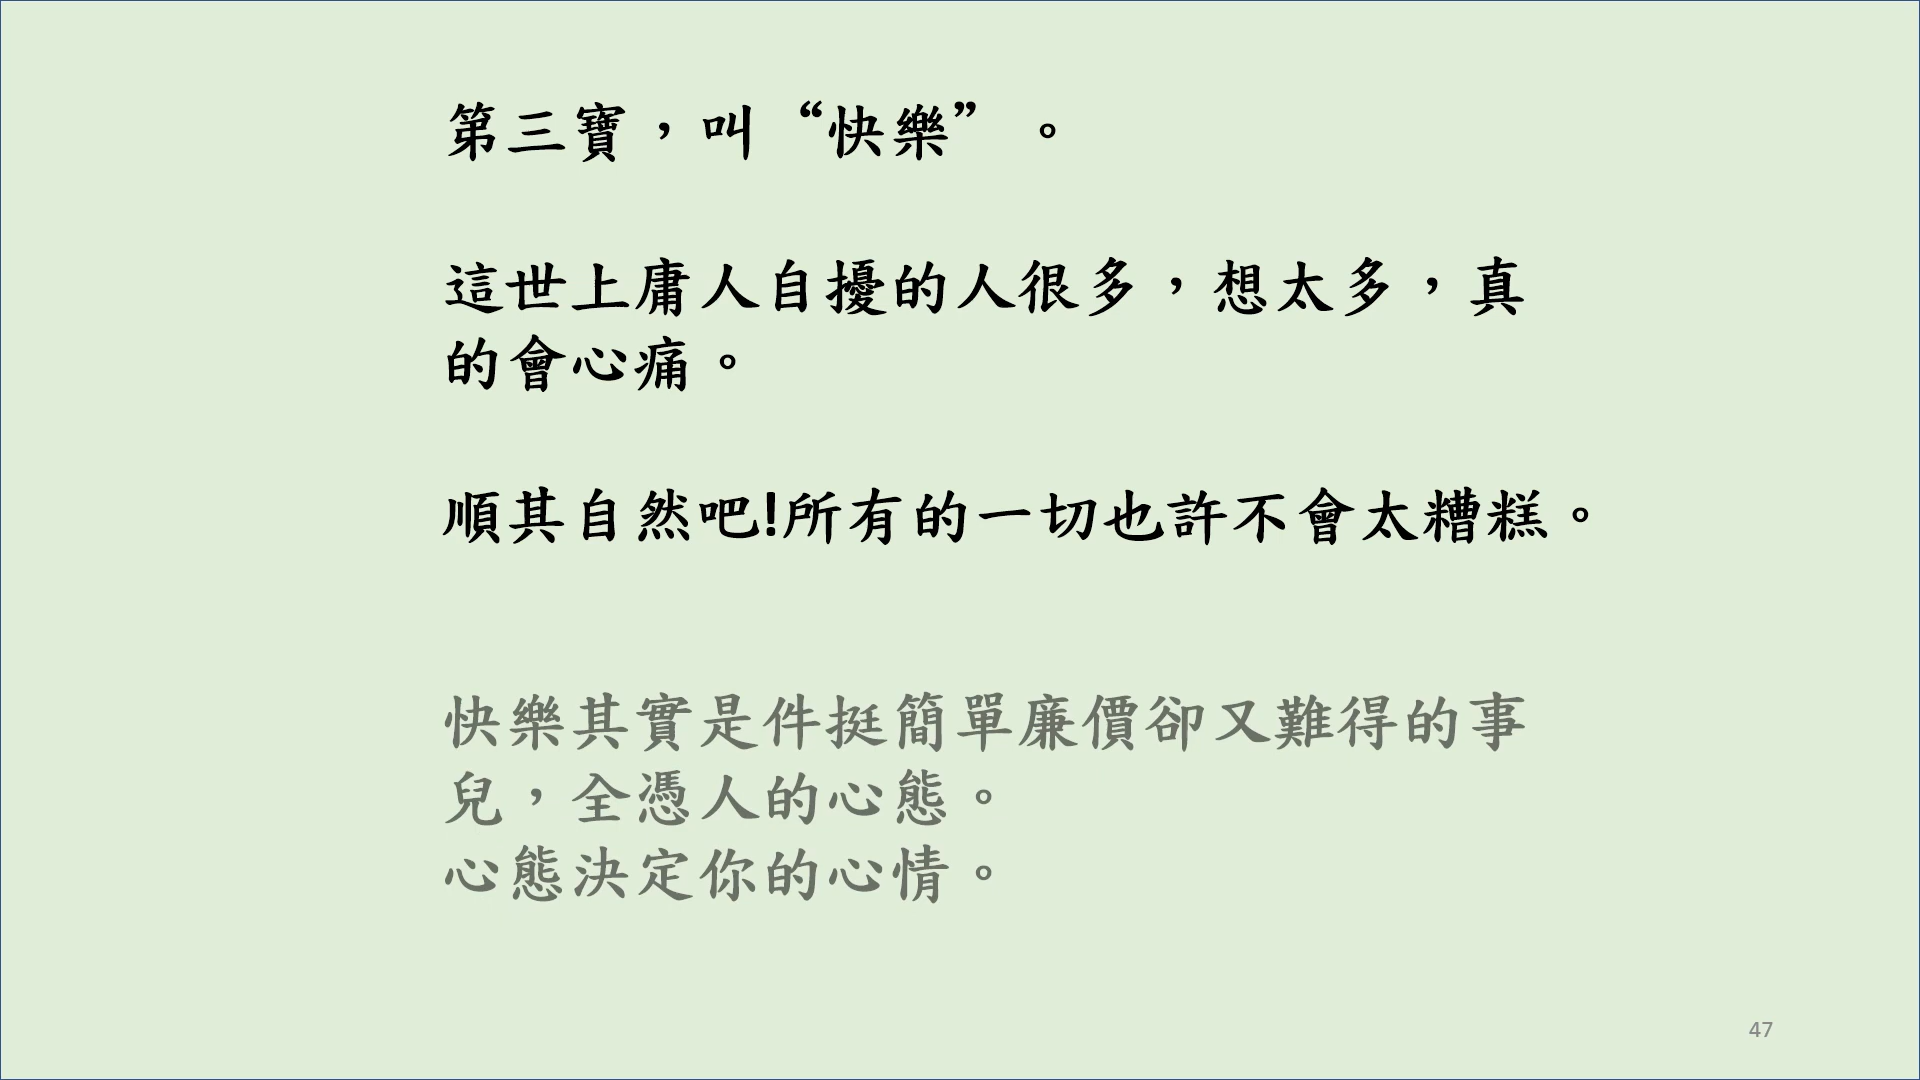 第三寶，叫“快樂”。
這世上庸人自擾的人很多，想太多，真
的會心痛。
順其自然吧!所有的一切也許不會太糟糕。
快樂其實是件挺簡單廉價卻又難得的事
兒，全憑人的心態。
心態決定你的心情。
47